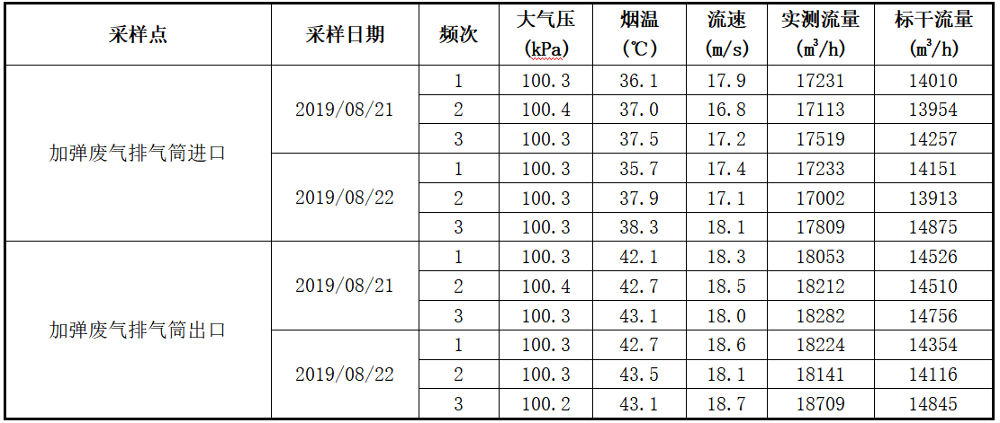 采样点 采样日期 频次 大气压 (kPa) 烟温 (℃) 流速 (m/s) 实测流量 (m³/h) 标干流量 (m³/h)
加弹废气排气筒进口 2019/08/21 1 100.3 36.1 17.9 17231 14010
2 100.4 37.0 16.8 17113 13954
3 100.3 37.5 17.2 17519 14257
2019/08/22 1 100.3 35.7 17.4 17233 14151
2 100.3 37.9 17.1 17002 13913
3 100.3 38.3 18.1 17809 14875
加弹废气排气筒出口 2019/08/21 1 100.3 42.1 18.3 18053 14526
2 100.4 42.7 18.5 18212 14510
3 100.3 43.1 18.0 18282 14756
2019/08/22 1 100.3 42.7 18.6 18224 14354
2 100.3 43.5 18.1 18141 14116
3 100.2 43.1 18.7 18709 14845